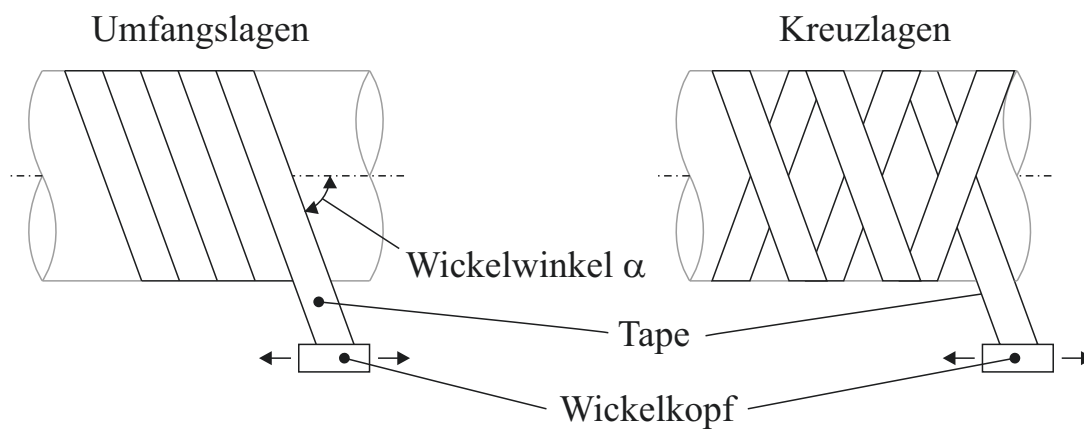 Umfangslagen
Kreuzlagen
Wickelwinkel α
Tape
Wickelkopf